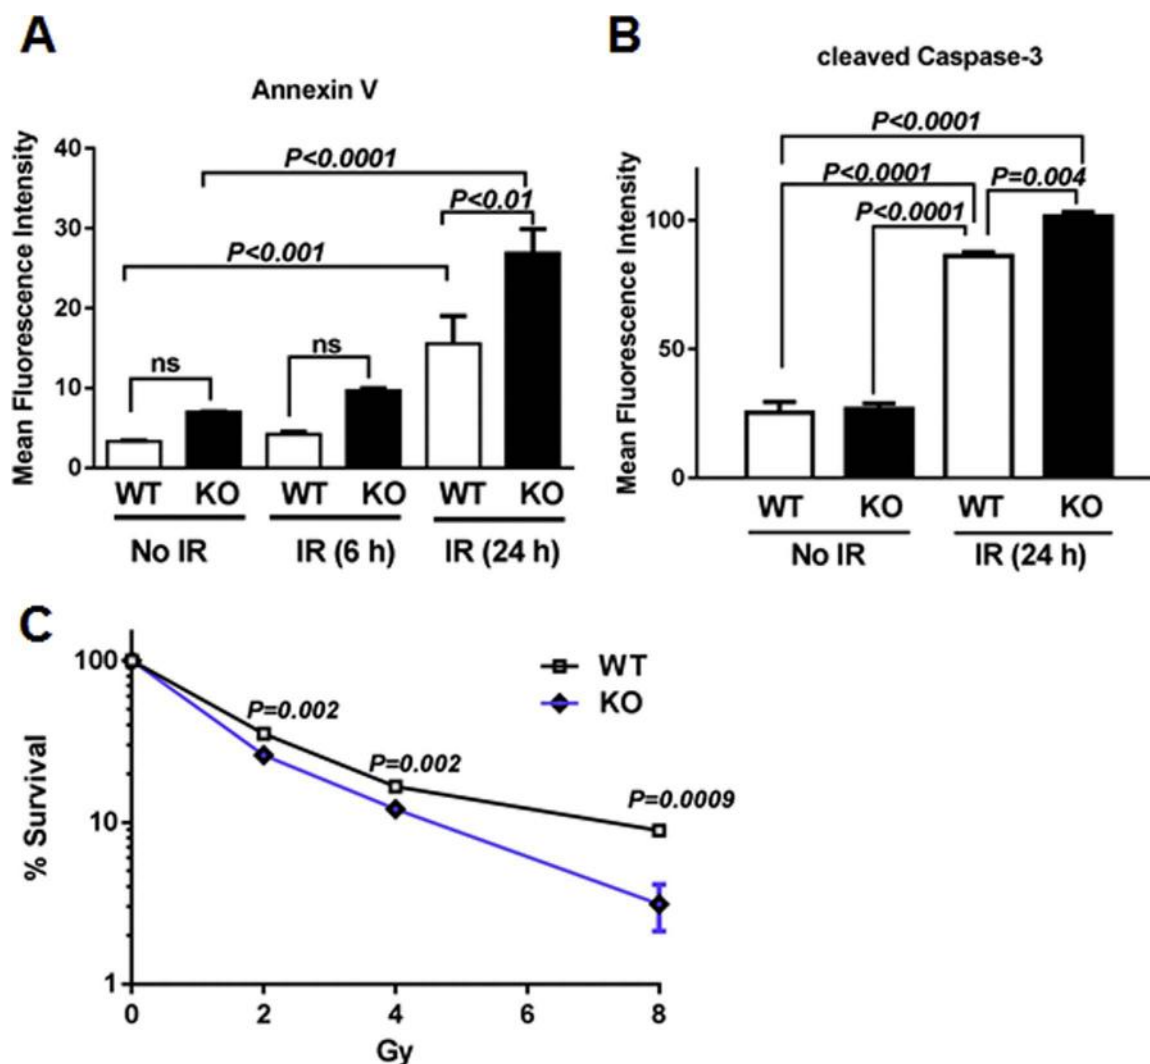 A
Annexin V
Mean Fluorescence Intensity
40
30
20
10
0
P<0.0001
P<0.01
P<0.001
ns
ns
WT KO WT KO WT KO
No IR IR (6 h) IR (24 h)
B
cleaved Caspase-3
Mean Fluorescence Intensity
100
50
0
P<0.0001
P<0.0001 P=0.004
P<0.0001
WT KO WT KO
No IR IR (24 h)
C
% Survival
100
10
1
WT
KO
P=0.002
P=0.002
P=0.0009
0 2 4 6 8
Gy